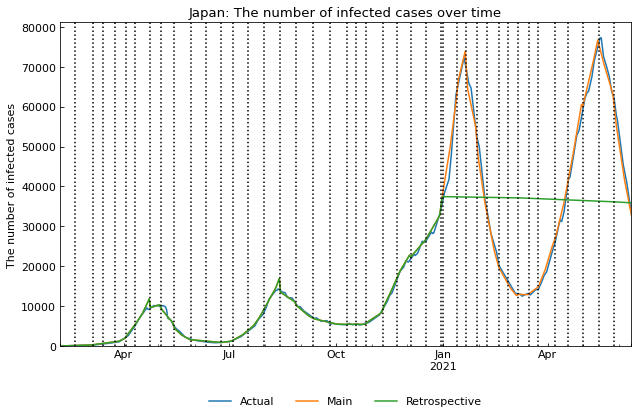 Japan: The number of infected cases over time
The number of infected cases
80000
70000
60000
50000
40000
30000
20000
10000
0
Apr Jul Oct Jan Apr
2021
Actual Main Retrospective